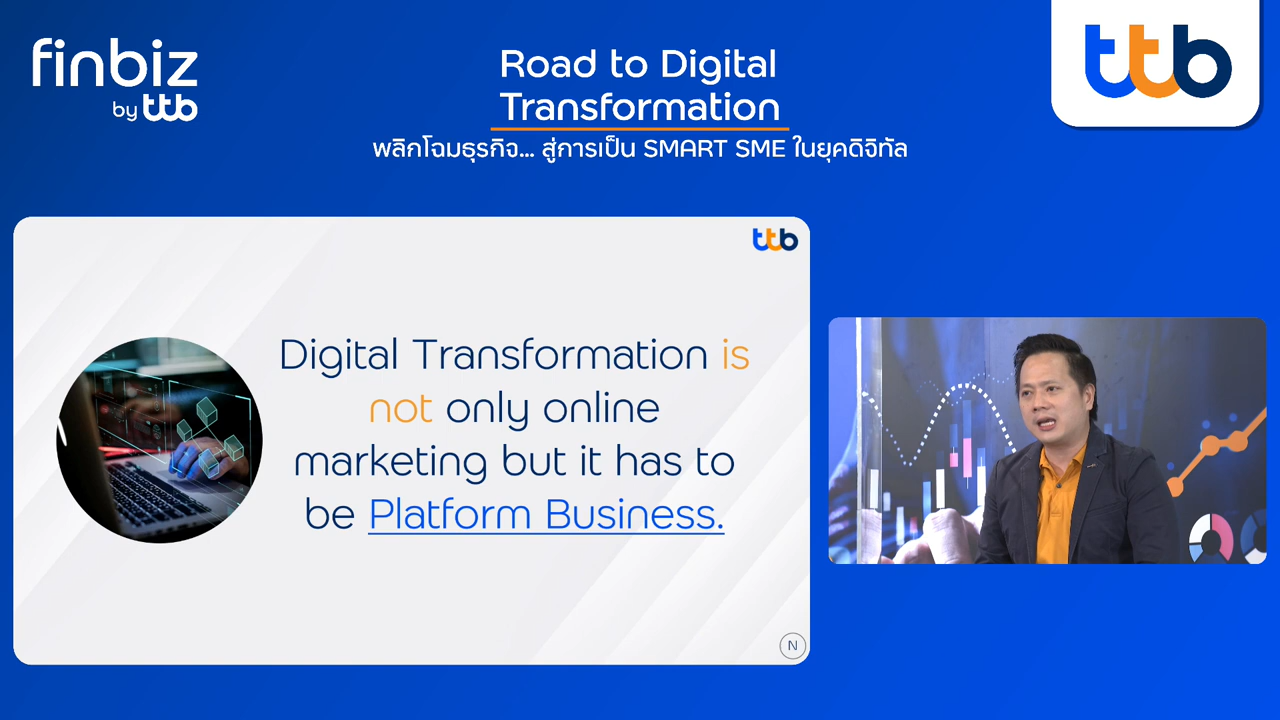 finbiz
by ttb
Road to Digital
Transformation
พลิกโฉมธุรกิจ... สู่การเป็น SMART SME ในยุคดิจิทัล
ttb
ttb
Digital Transformation is
not only online
marketing but it has to
be Platform Business.
N